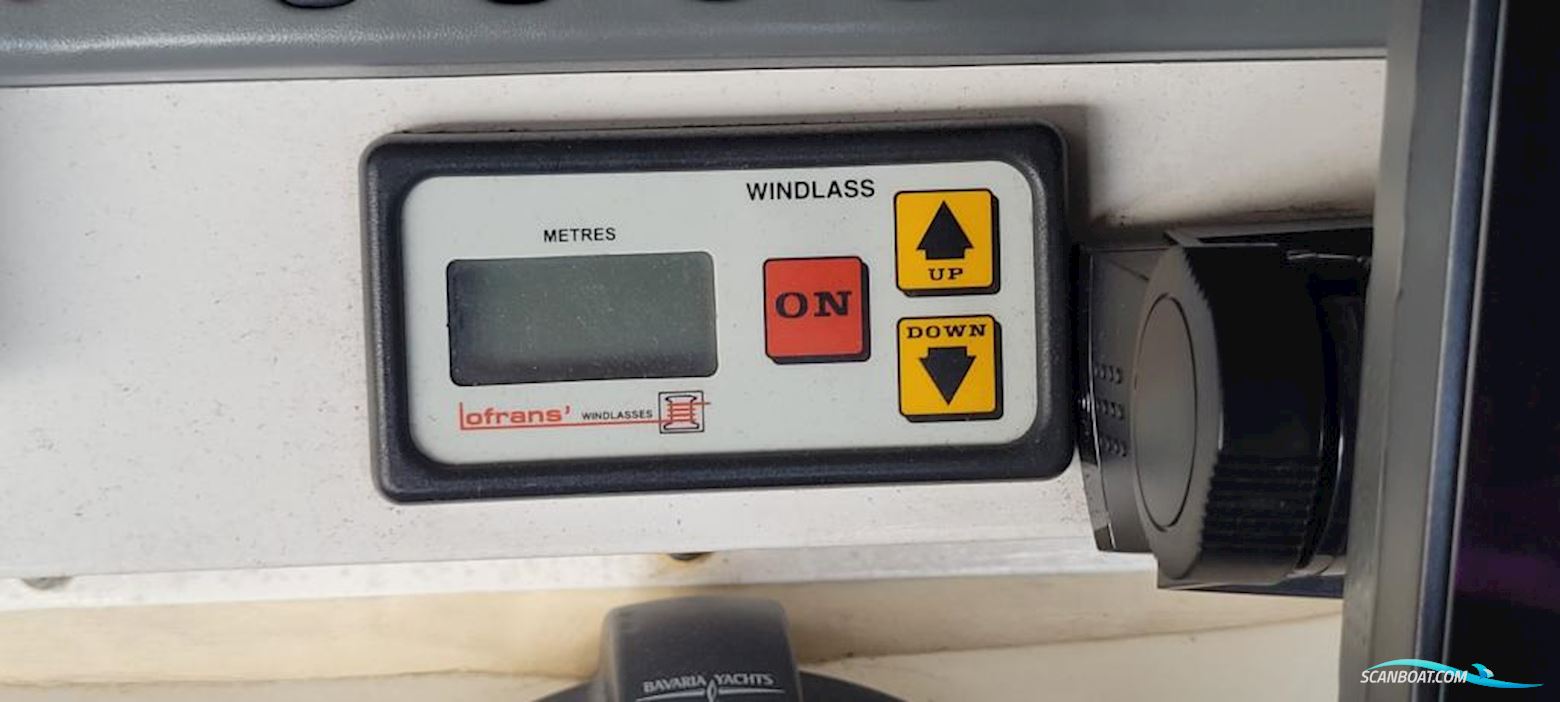 WINDLASS
METRES
UP
ON
DOWN
lofrans' WINDLASSES
BAVARIA YACHTS
SCANBOAT.COM